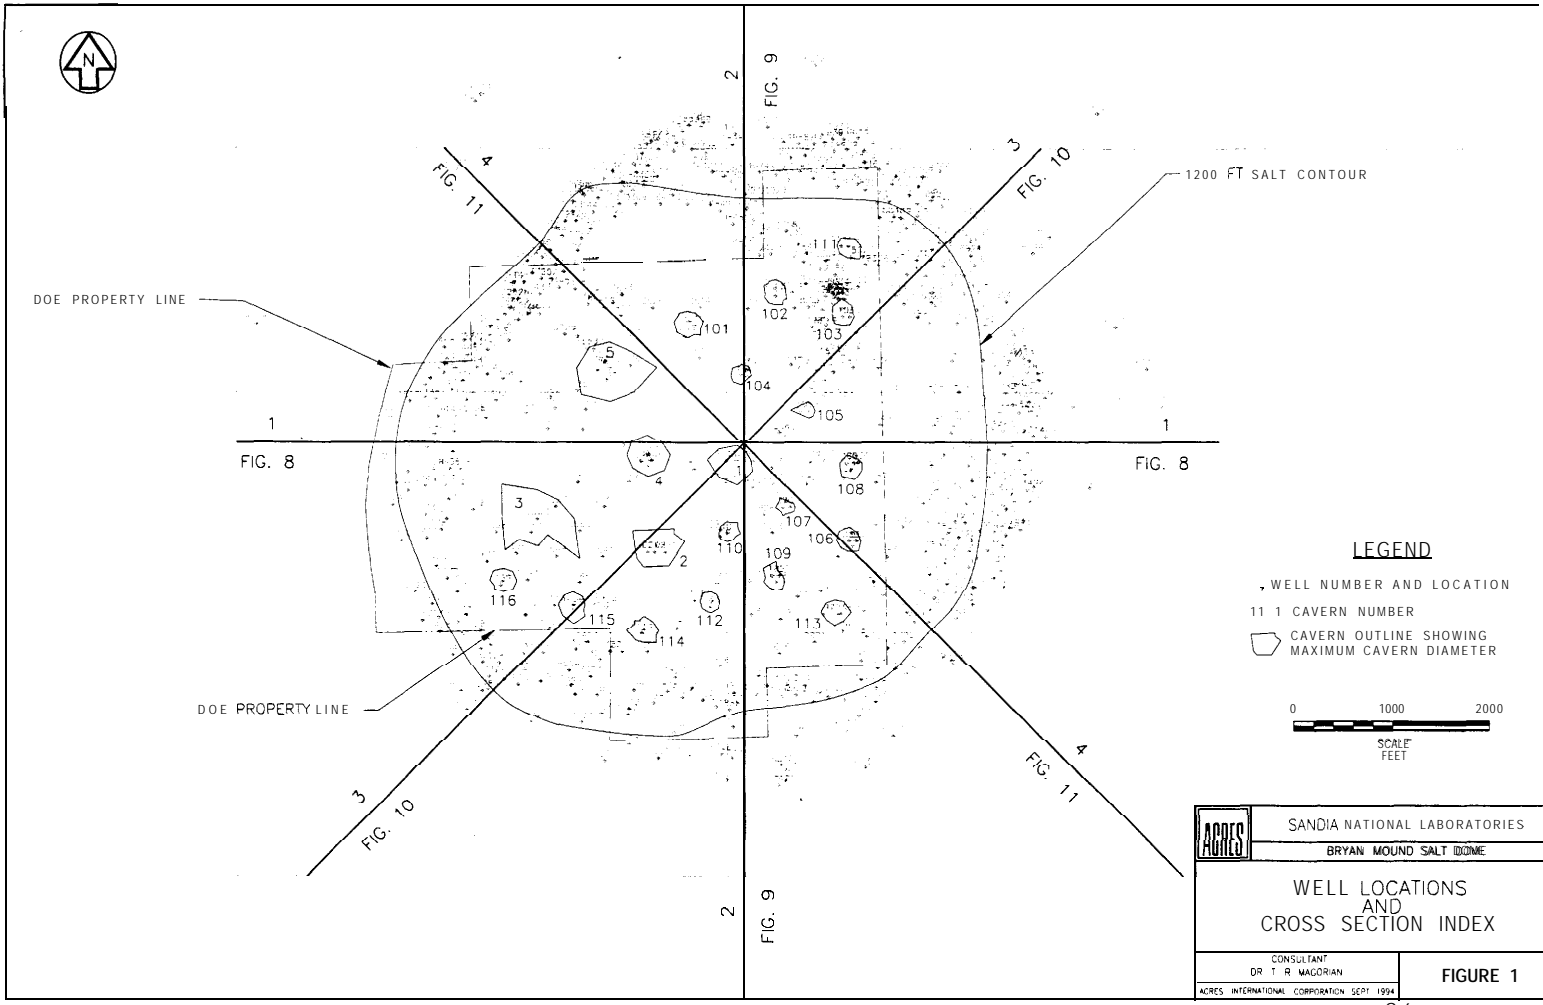 N
2
FIG. 9
4
FIG. 11
3
FIG. 10
1200 FT SALT CONTOUR
111
DOE PROPERTY LINE
102
101
103
5
104
105
1
FIG. 8
1
FIG. 8
1
4
108
3
107
106
110
109
2
116
115
112
113
114
DOE PROPERTY LINE
LEGEND
WELL NUMBER AND LOCATION
11 1 CAVERN NUMBER
CAVERN OUTLINE SHOWING
MAXIMUM CAVERN DIAMETER
0 1000 2000
SCALE
FEET
4
FIG. 11
3
FIG. 10
2
FIG. 9
ACRES
SANDIA NATIONAL LABORATORIES
BRYAN MOUND SALT DOME
WELL LOCATIONS
AND
CROSS SECTION INDEX
CONSULTANT
DR T R MAGORIAN
ACRES INTERNATIONAL CORPORATION SEPT 1994
FIGURE 1